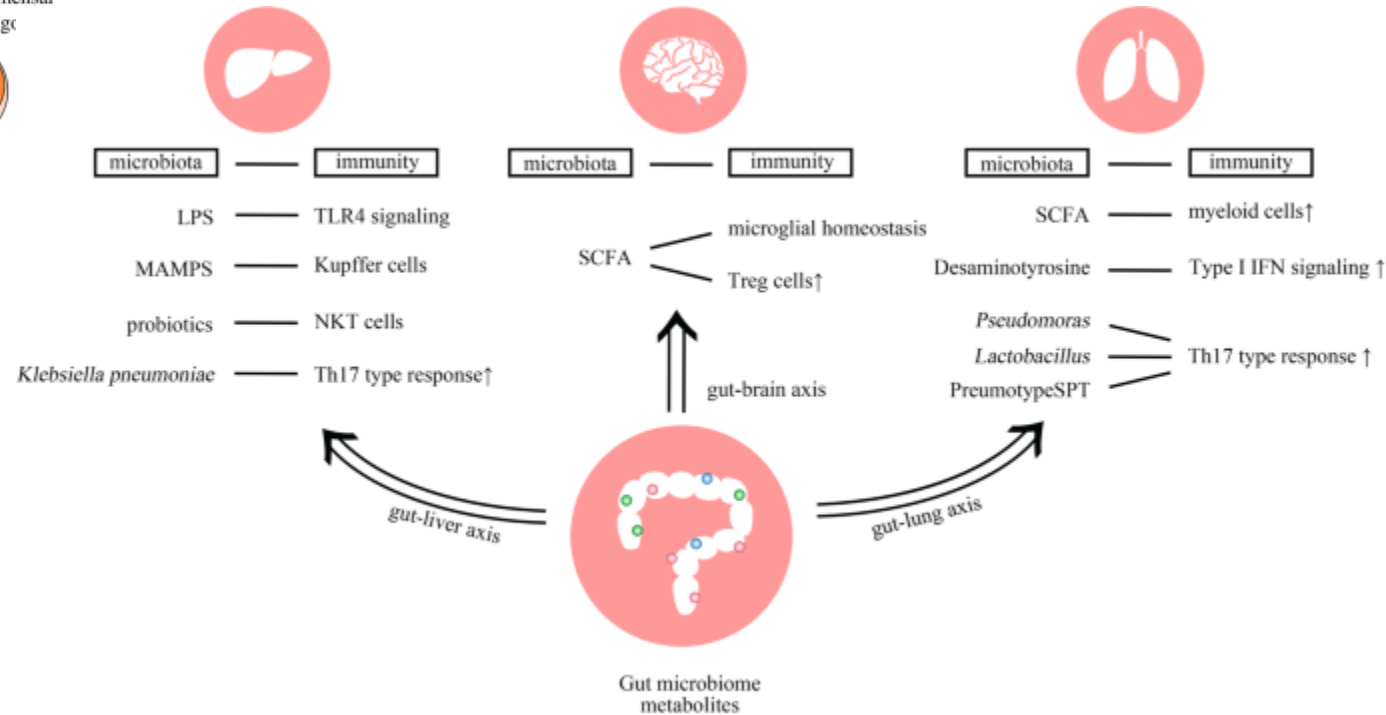 microbiota
immunity
LPS
TLR4 signaling
MAMPS
Kupffer cells
probiotics
NKT cells
Klebsiella pneumoniae
Th17 type response↑
gut-liver axis
microbiota
immunity
SCFA
microglial homeostasis
Treg cells↑
gut-brain axis
microbiota
immunity
SCFA
myeloid cells↑
Desaminotyrosine
Type I IFN signaling ↑
Pseudomoras
Lactobacillus
PreumotypeSPT
Th17 type response ↑
gut-lung axis
Gut microbiome
metabolites